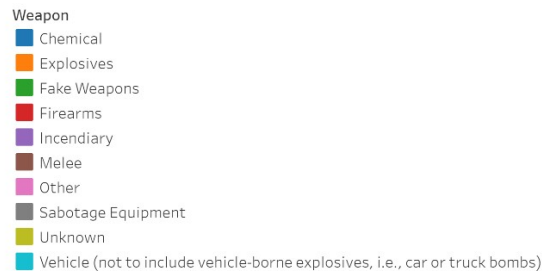 Weapon
Chemical
Explosives
Fake Weapons
Firearms
Incendiary
Melee
Other
Sabotage Equipment
Unknown
Vehicle (not to include vehicle-borne explosives, i.e., car or truck bombs)